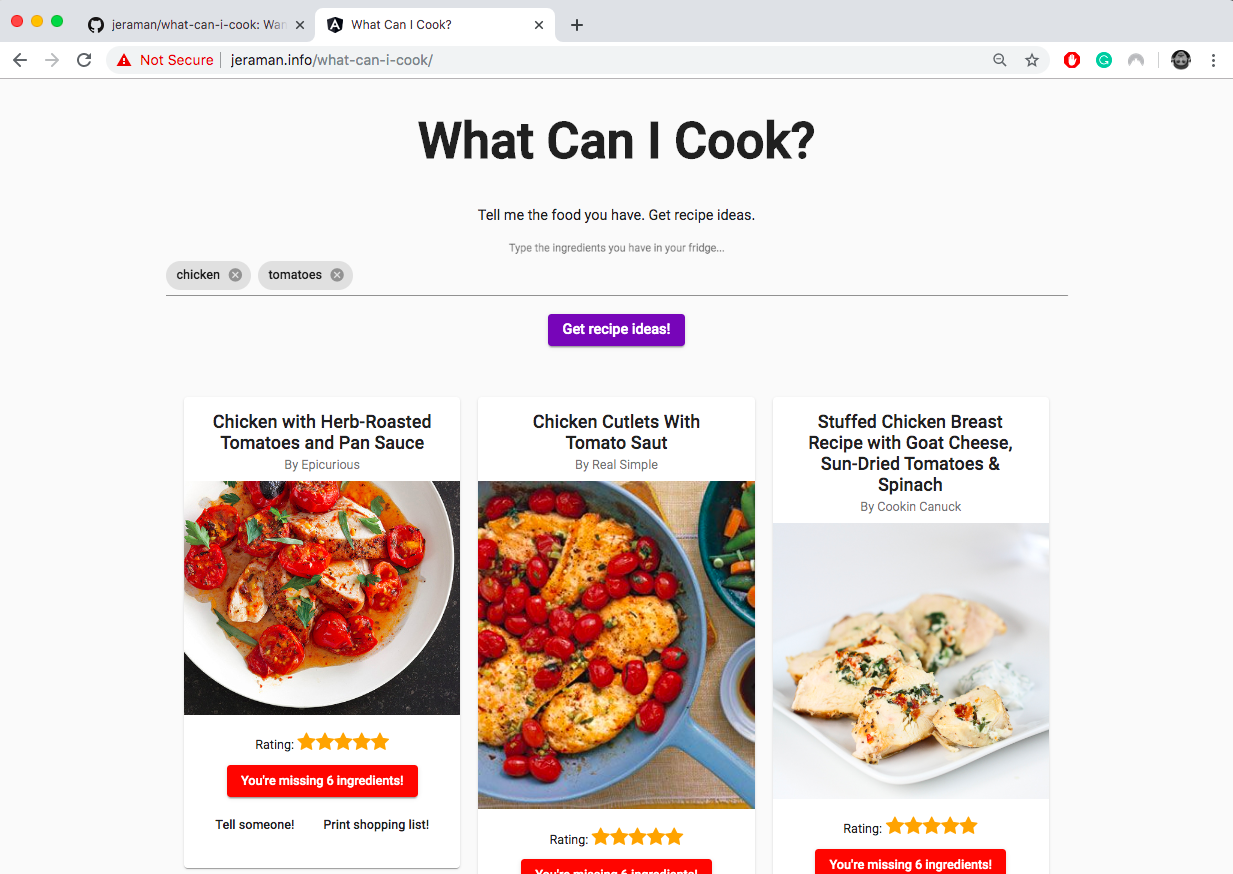 jeraman/what-can-i-cook: Wan
What Can I Cook?
Not Secure
jeraman.info/what-can-i-cook/
What Can I Cook?
Tell me the food you have. Get recipe ideas.
Type the ingredients you have in your fridge...
chicken
tomatoes
Get recipe ideas!
Chicken with Herb-Roasted
Tomatoes and Pan Sauce
By Epicurious
Rating:
You're missing 6 ingredients!
Tell someone!
Print shopping list!
Chicken Cutlets With
Tomato Saut
By Real Simple
Rating:
You're missing 6 ingredients!
Stuffed Chicken Breast
Recipe with Goat Cheese,
Sun-Dried Tomatoes &
Spinach
By Cookin Canuck
Rating:
You're missing 6 ingredients!